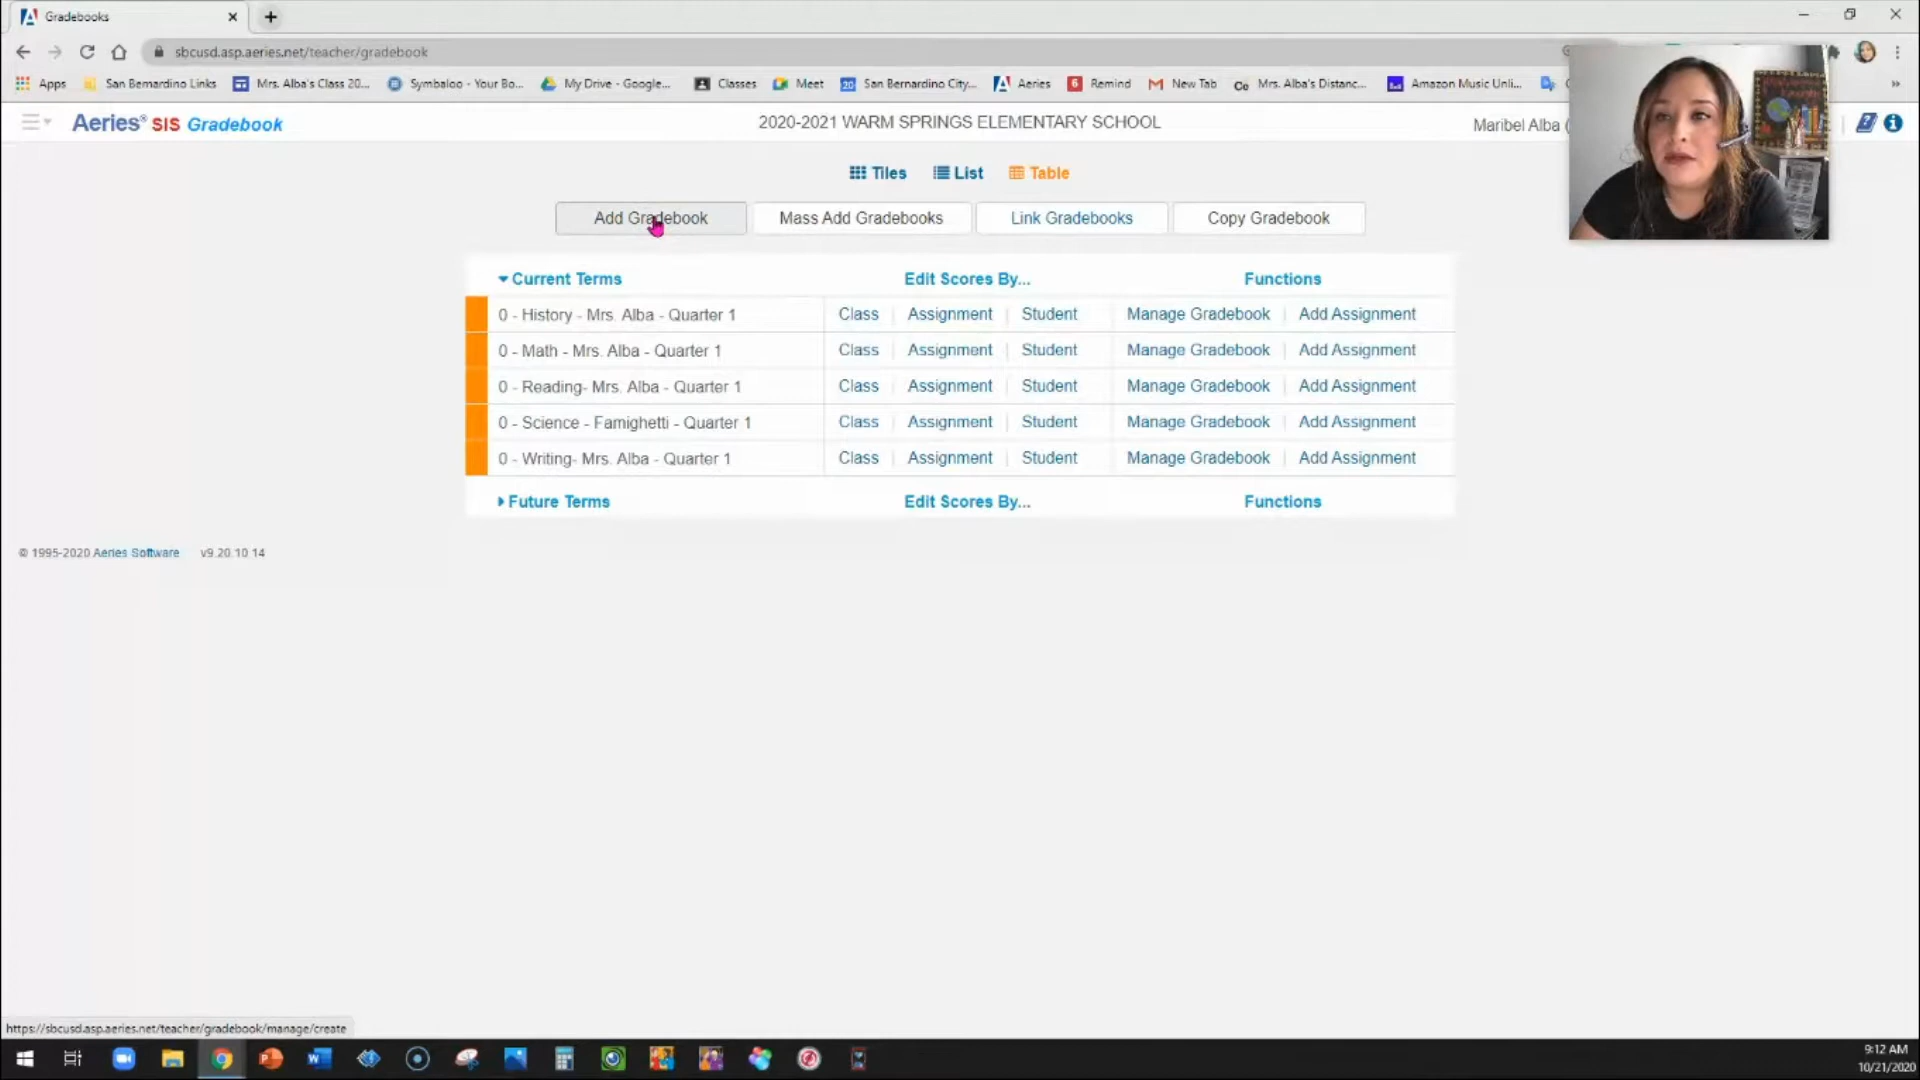 Gradebooks
sbcusd.asp.aeries.net/teacher/gradebook
Apps San Bernardino Links Mrs. Alba's Class 20... Symbaloo - Your Bo... My Drive - Google... Classes Meet San Bernardino City... Aeries Remind New Tab Mrs. Alba's Distanc... Amazon Music Unli...
Aeries® SIS Gradebook 2020-2021 WARM SPRINGS ELEMENTARY SCHOOL Maribel Alba (
Tiles List Table
Add Gradebook Mass Add Gradebooks Link Gradebooks Copy Gradebook
Current Terms Edit Scores By... Functions
0 - History - Mrs. Alba - Quarter 1 Class Assignment Student Manage Gradebook Add Assignment
0 - Math - Mrs. Alba - Quarter 1 Class Assignment Student Manage Gradebook Add Assignment
0 - Reading- Mrs. Alba - Quarter 1 Class Assignment Student Manage Gradebook Add Assignment
0 - Science - Famighetti - Quarter 1 Class Assignment Student Manage Gradebook Add Assignment
0 - Writing- Mrs. Alba - Quarter 1 Class Assignment Student Manage Gradebook Add Assignment
Future Terms Edit Scores By... Functions
© 1995-2020 Aeries Software v9.20.10.14
https://sbcusd.asp.aeries.net/teacher/gradebook/manage/create
9:12 AM
10/21/2020